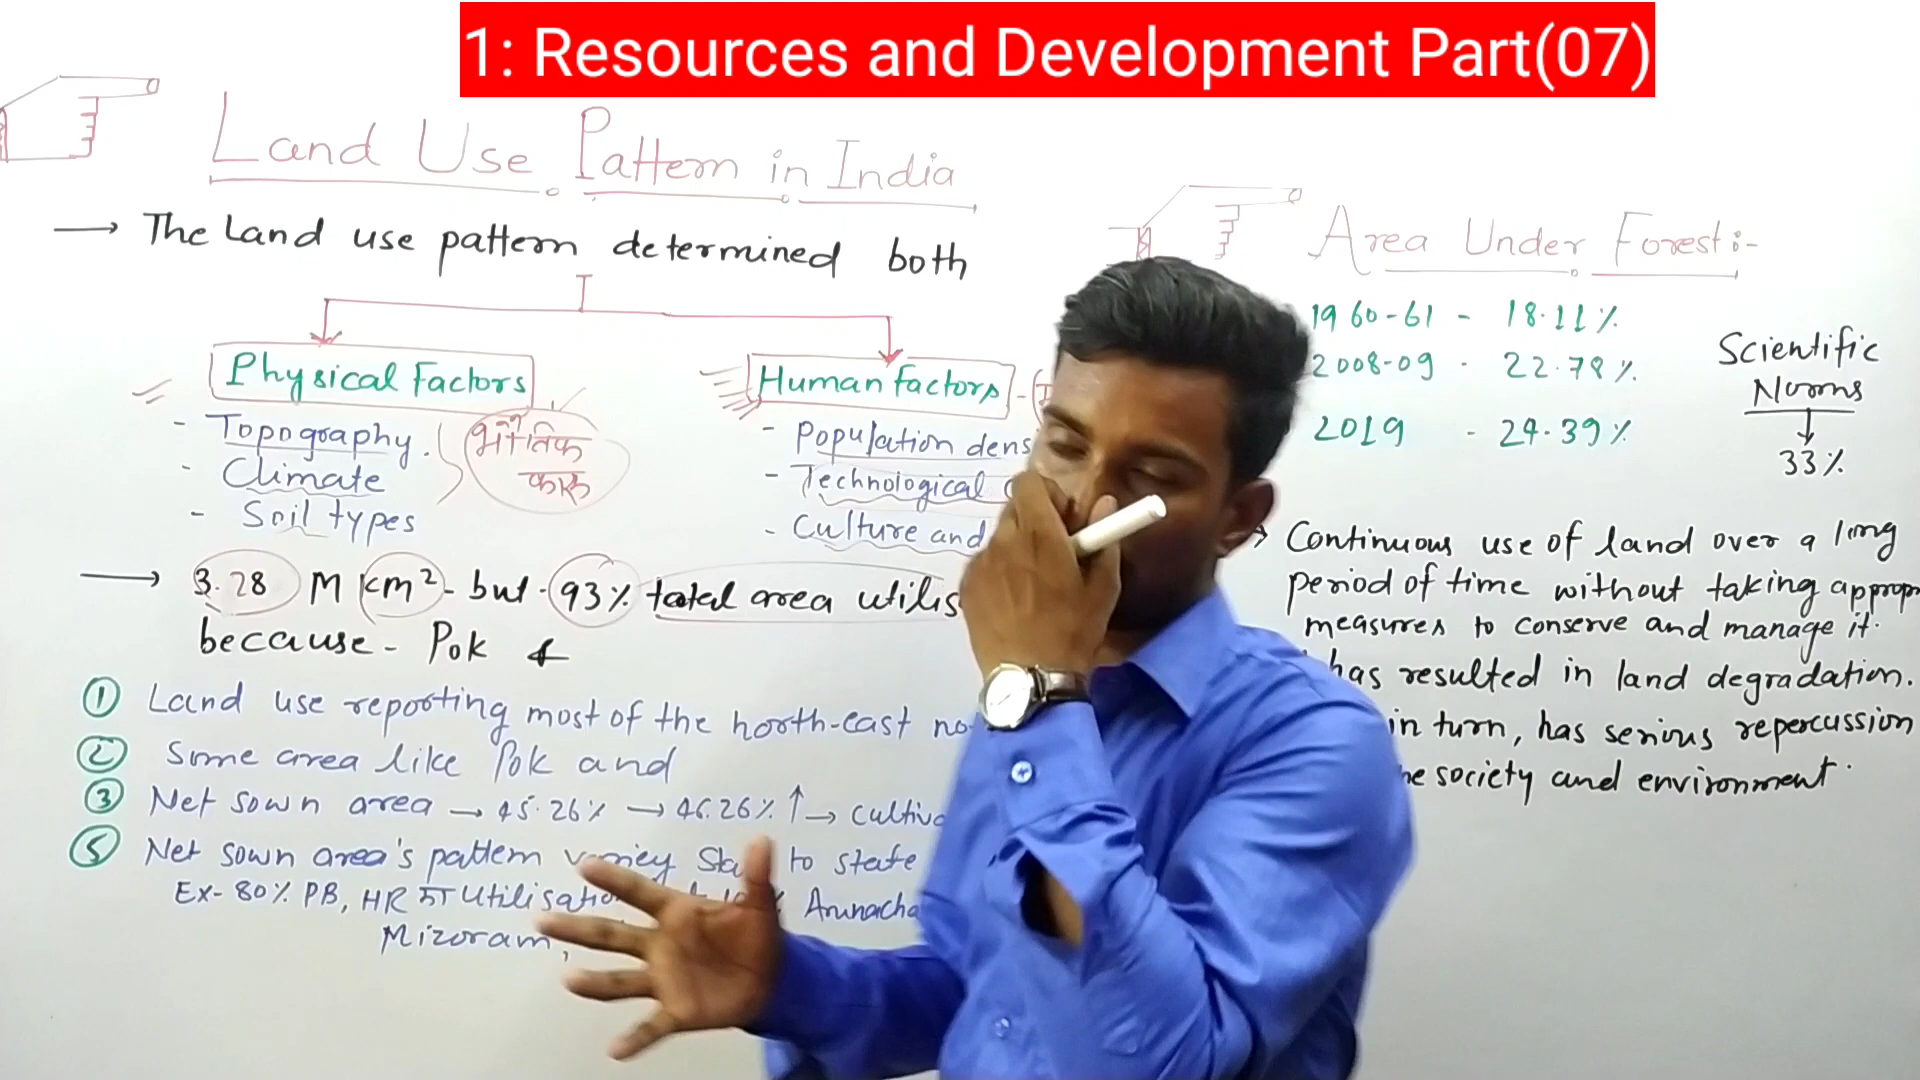 1: Resources and Development Part(07)
Land Use Pattern in India
→ The Land use pattern determined both
Physical Factors
- Topography.
- Climate
- Soil types
भौतिक
कारक
Human factors -
- Population dens
- Technological
- Culture and
→ 3.28 M km² - but - 93% total area utilis
because - Pok &
① Land use reporting most of the north-east no
② Some area like Pok and
③ Net sown area → 45.26% → 46.26% ↑ → cultiva
⑤ Net sown area's pattern to state
Ex- 80% PB, HR Arunacha
Mizoram,
Area Under Forest :-
1960-61 - 18.11%
2008-09 - 22.78%
2019 - 24.39%
Scientific
Norms
↓
33%
→ Continuous use of land over a long
period of time without taking approp
measures to conserve and manage it.
has resulted in land degradation.
in turn, has serious repercussion
society and environment.